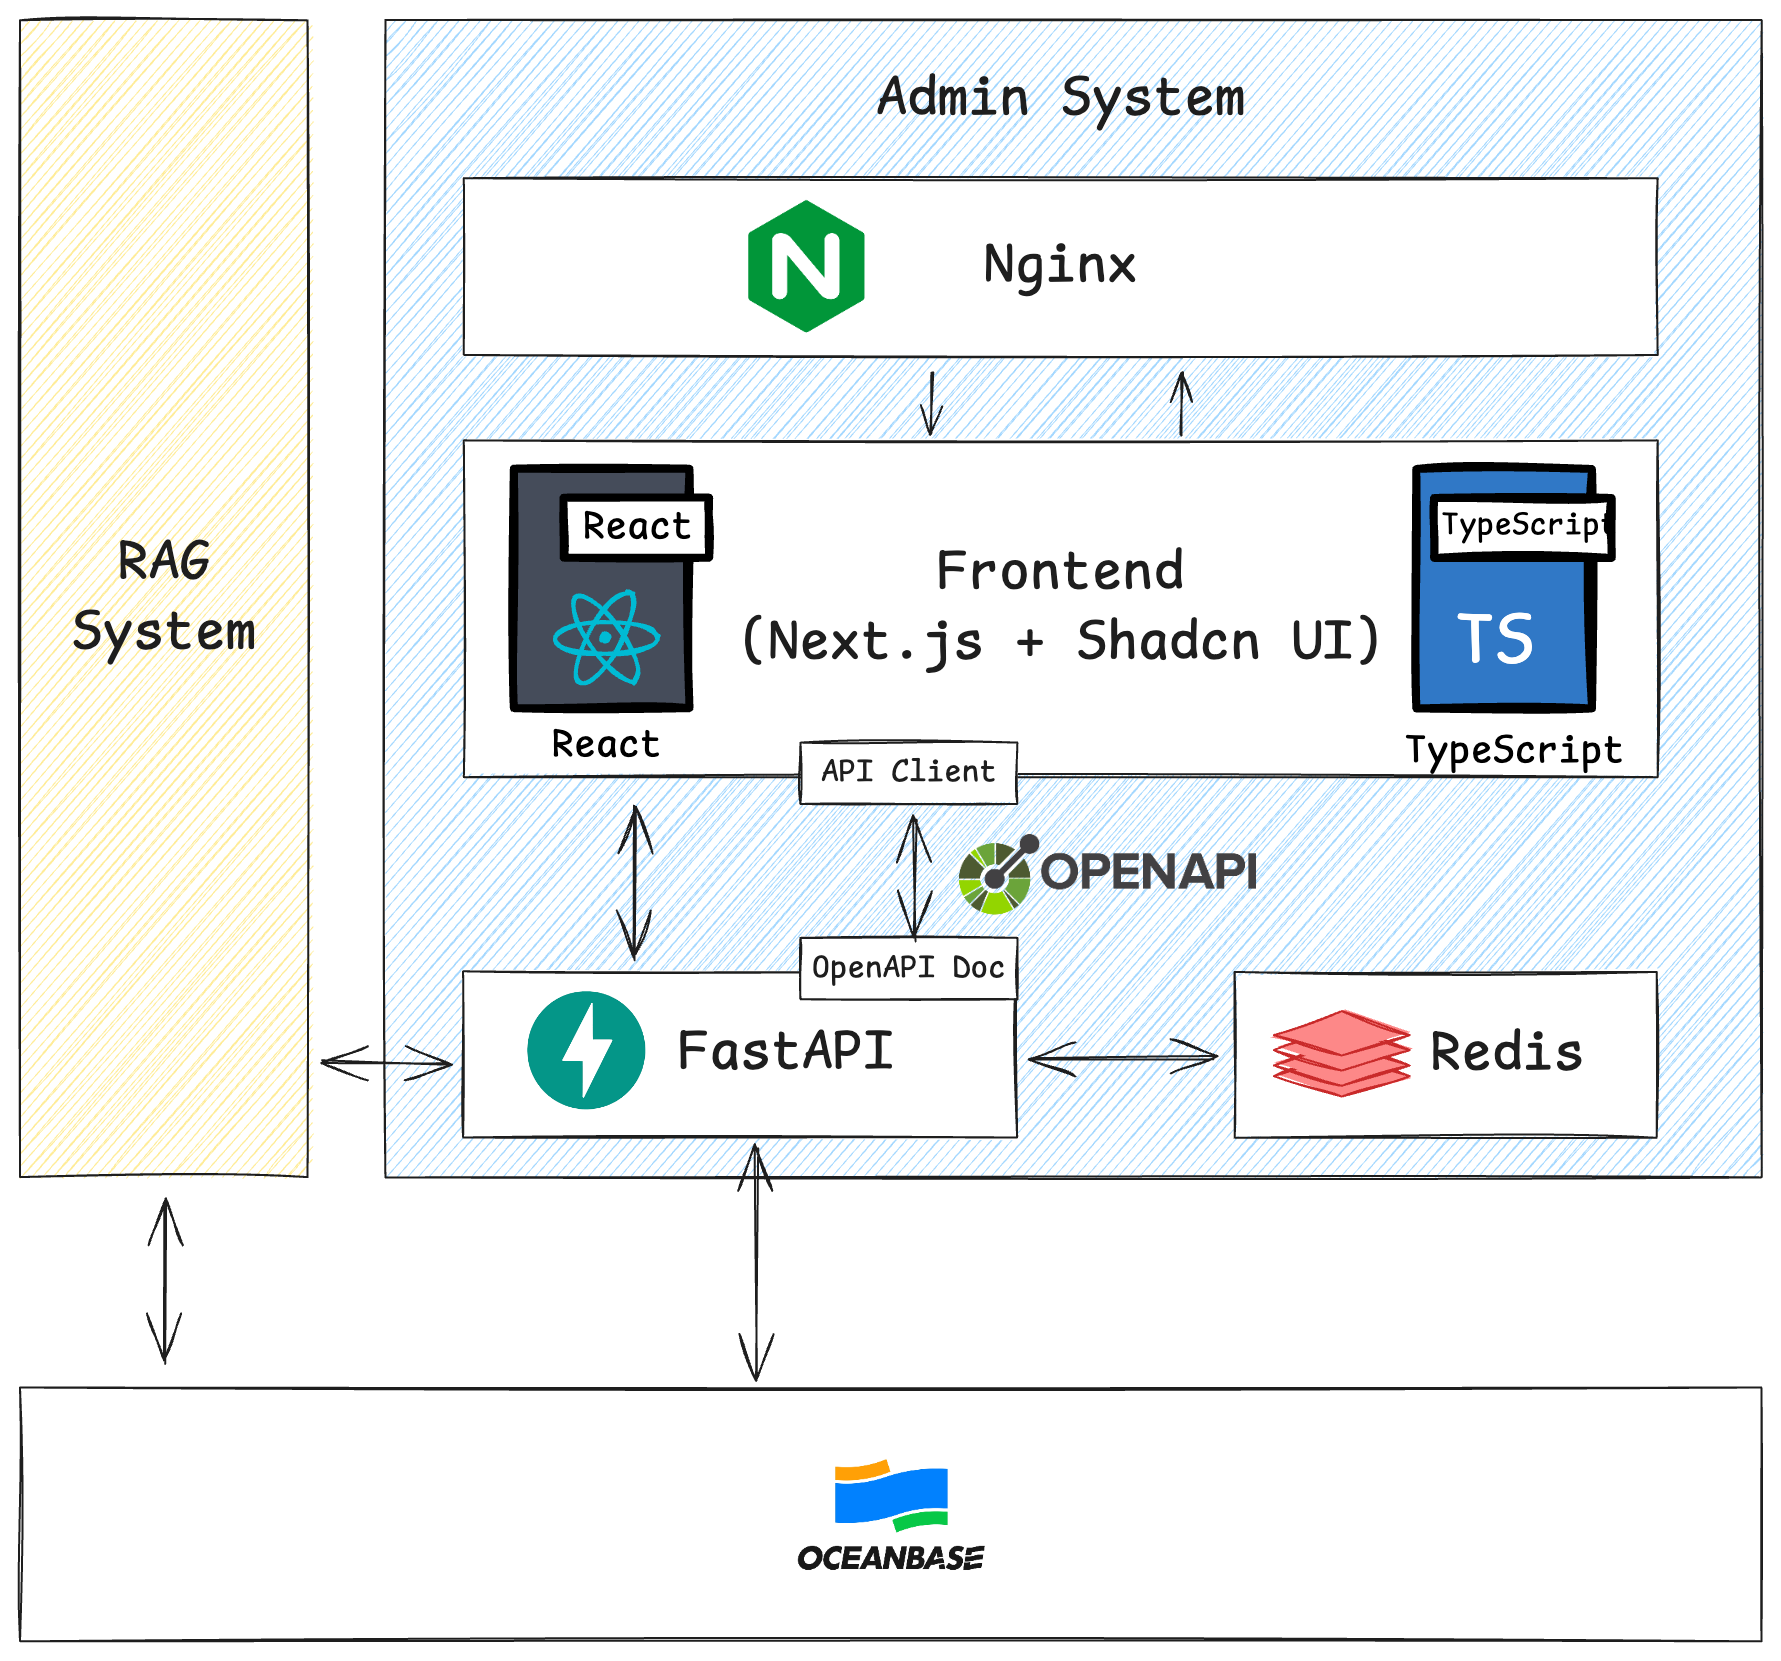 Admin System
Nginx
RAG
System
React
TypeScript
Frontend
(Next.js + Shadcn UI)
TS
React
TypeScript
API Client
OPENAPI
OpenAPI Doc
FastAPI
Redis
OCEANBASE